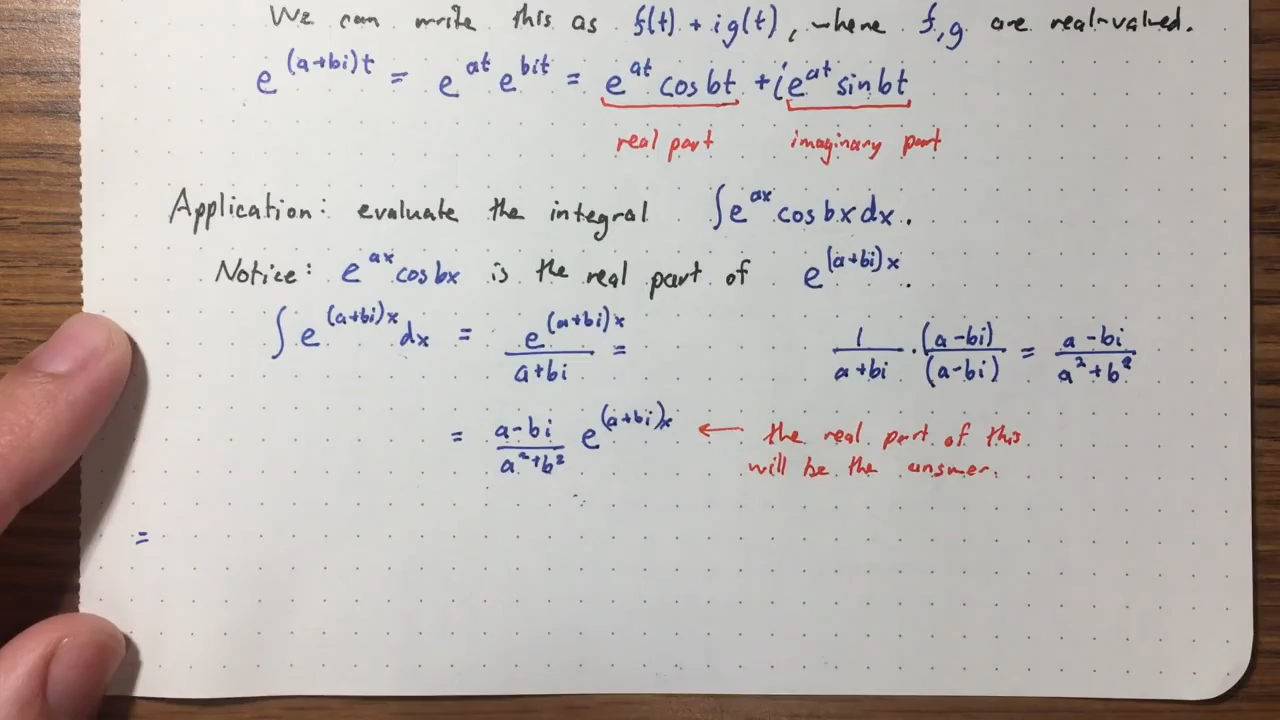 We can write this as f(t) + ig(t), where f,g are real-valued.
e^(a+bi)t = e^at e^bit = e^at cos bt + i e^at sin bt
real part imaginary part
Application: evaluate the integral ∫e^ax cos bx dx.
Notice: e^ax cos bx is the real part of e^(a+bi)x.
∫e^(a+bi)x dx = e^(a+bi)x / a+bi = 1/a+bi · (a-bi)/(a-bi) = a-bi/a²+b²
= a-bi/a²+b² e^(a+bi)x ← the real part of this
will be the answer.
=